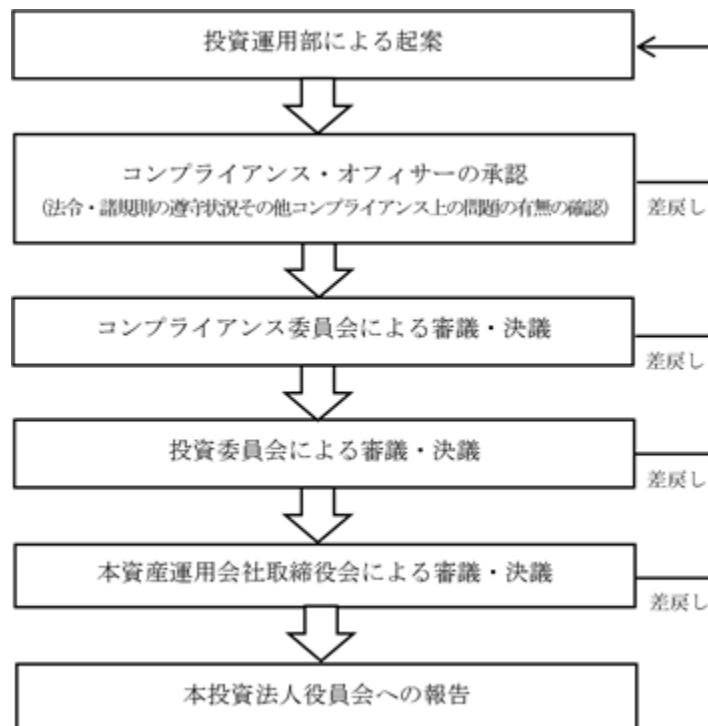 投資運用部による起案
コンプライアンス・オフィサーの承認
(法令・諸規則の遵守状況その他コンプライアンス上の問題の有無の確認)
差戻し
コンプライアンス委員会による審議・決議
差戻し
投資委員会による審議・決議
差戻し
本資産運用会社取締役会による審議・決議
差戻し
本投資法人役員会への報告